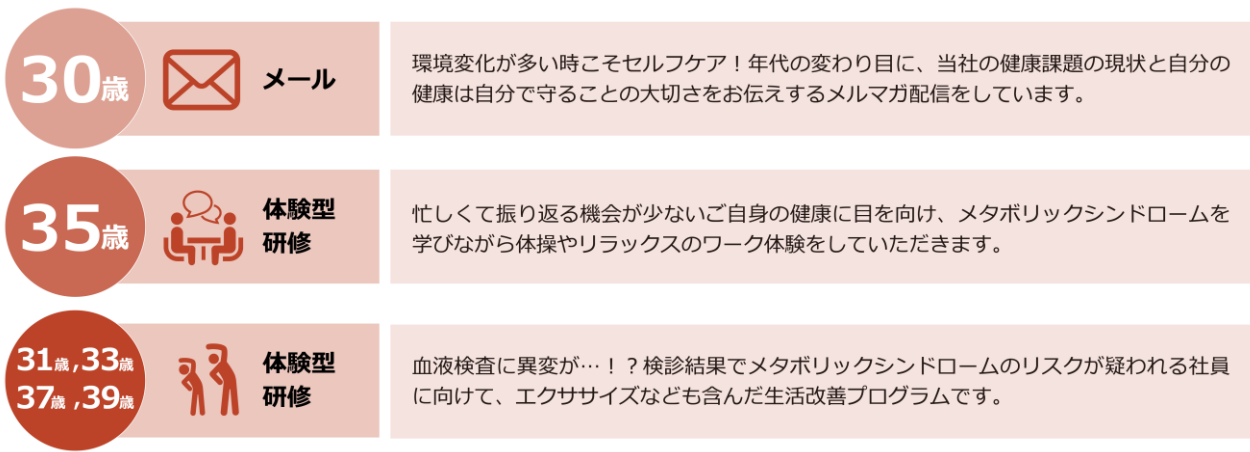 30歳
メール
環境変化が多い時こそセルフケア！年代の変わり目に、当社の健康課題の現状と自分の
健康は自分で守ることの大切さをお伝えするメルマガ配信をしています。
35歳
体験型
研修
忙しくて振り返る機会が少ないご自身の健康に目を向け、メタボリックシンドロームを
学びながら体操やリラックスのワーク体験をしていただきます。
31歳,33歳
37歳,39歳
体験型
研修
血液検査に異変が…！？検診結果でメタボリックシンドロームのリスクが疑われる社員
に向けて、エクササイズなども含んだ生活改善プログラムです。